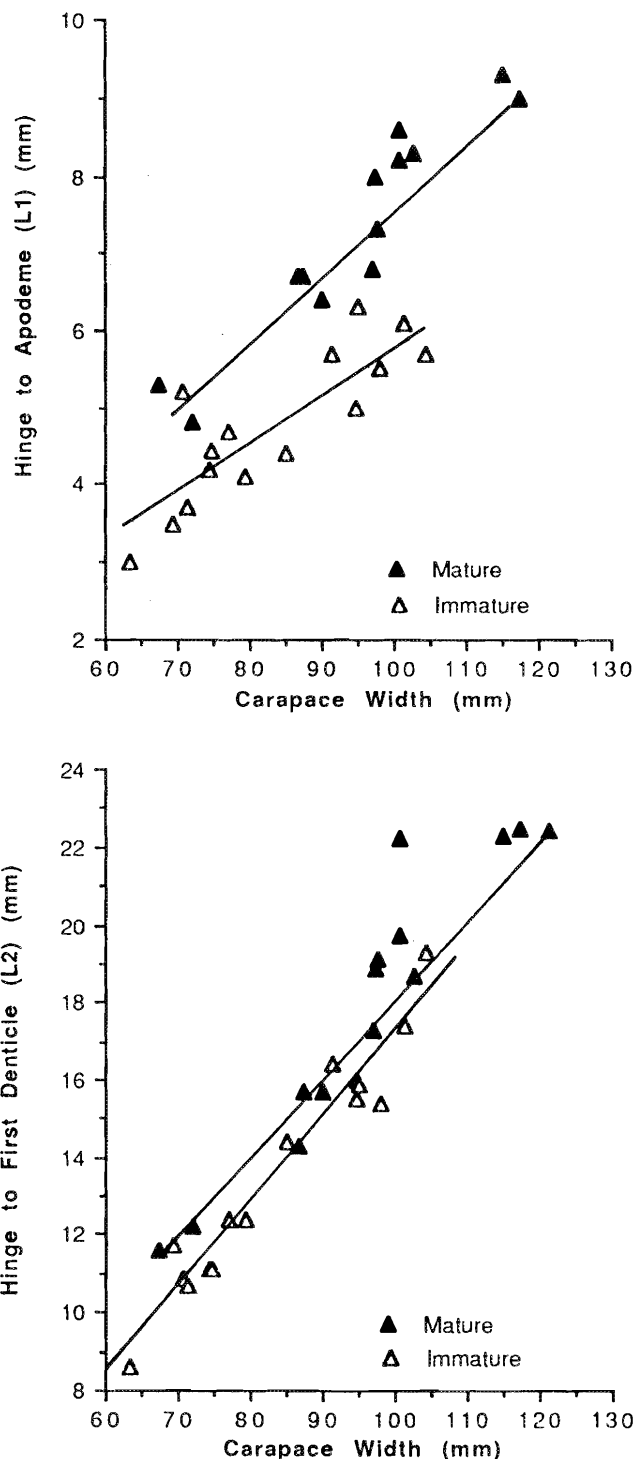 10
8
6
4
2
Hinge to Apodeme (L1) (mm)
Mature
Immature
60 70 80 90 100 110 120 130
Carapace Width (mm)
24
22
20
18
16
14
12
10
8
Hinge to First Denticle (L2) (mm)
Mature
Immature
60 70 80 90 100 110 120 130
Carapace Width (mm)